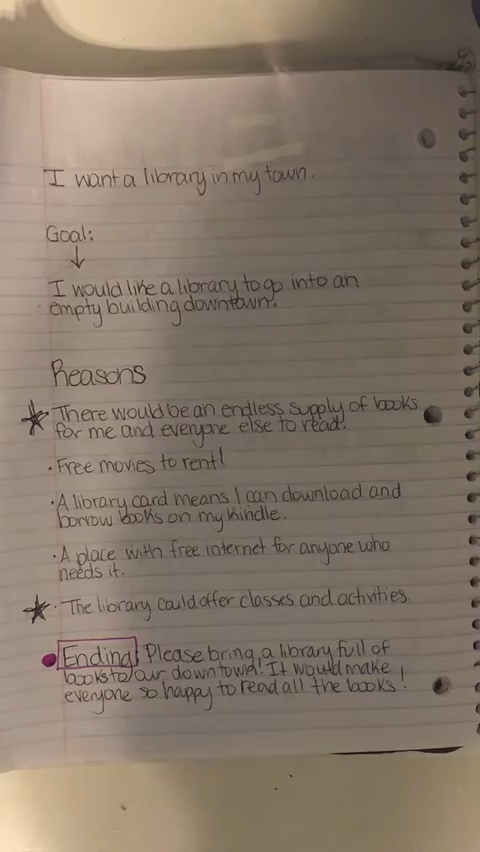 I want a library in my town.
Goal:
↓
I would like a library to go into an
empty building downtown.
Reasons
★ There would be an endless supply of books
for me and everyone else to read!
· Free movies to rent!
· A library card means I can download and
borrow books on my kindle.
· A place with free internet for anyone who
needs it.
★ · The library could offer classes and activities.
• Ending: Please bring a library full of
books to our downtown! It would make
everyone so happy to read all the books!